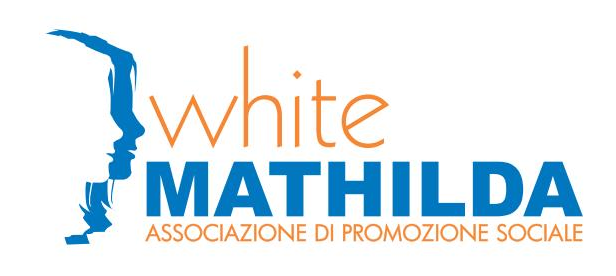 white
MATHILDA
ASSOCIAZIONE DI PROMOZIONE SOCIALE